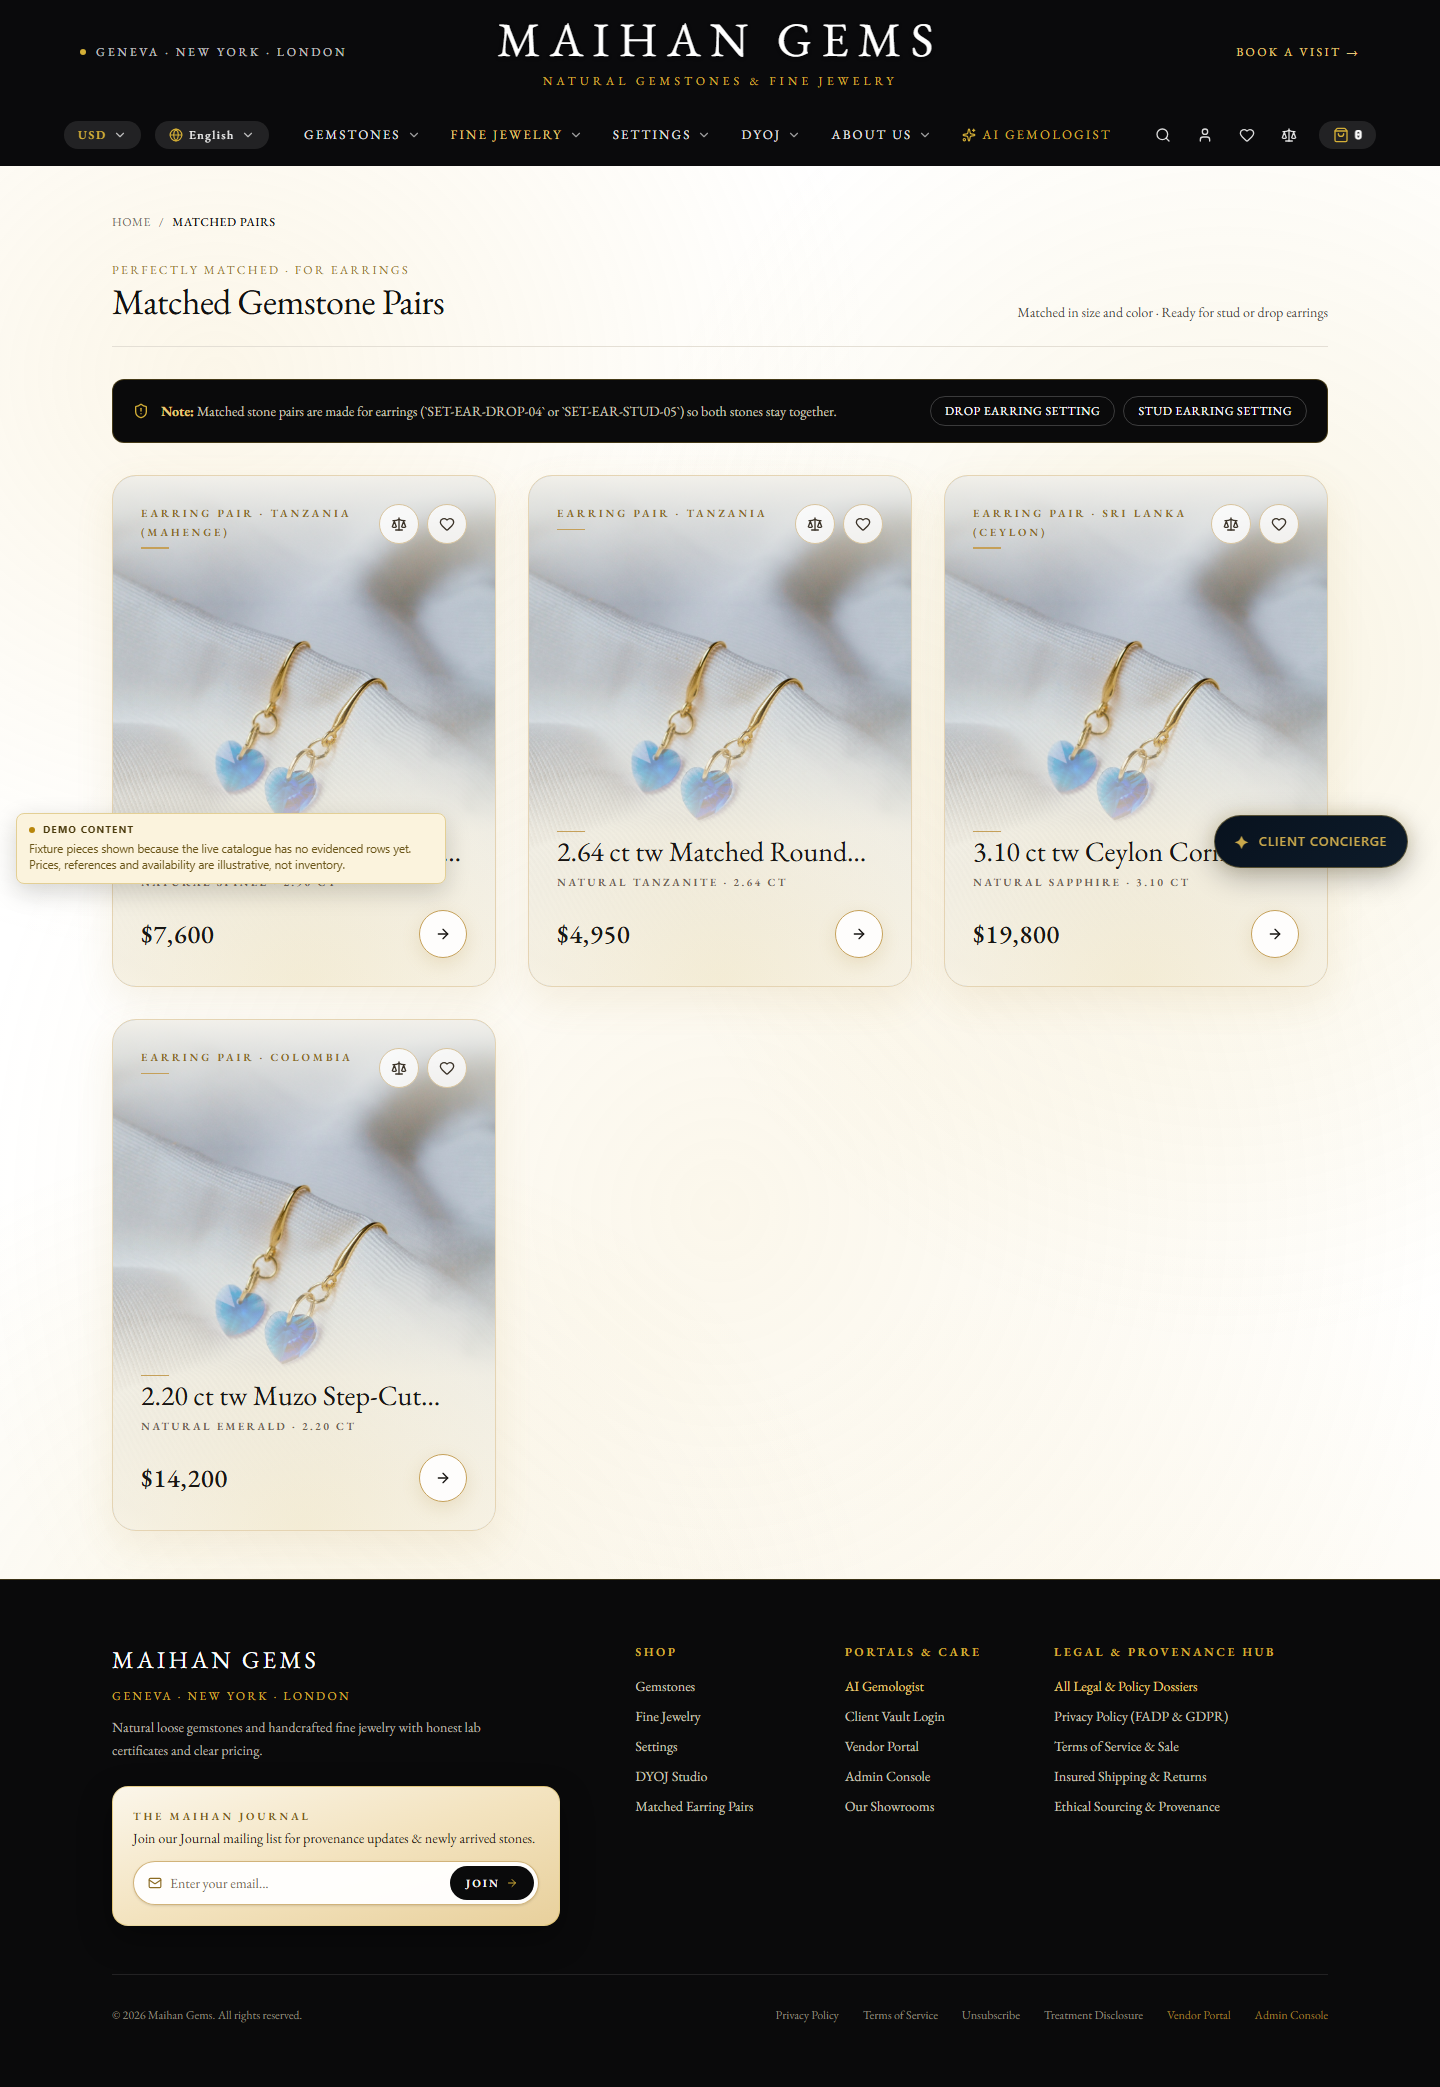 GENEVA · NEW YORK · LONDON
MAIHAN GEMS
NATURAL GEMSTONES & FINE JEWELRY
BOOK A VISIT →
USD
English
GEMSTONES
FINE JEWELRY
SETTINGS
DYOJ
ABOUT US
AI GEMOLOGIST
0
HOME / MATCHED PAIRS
PERFECTLY MATCHED · FOR EARRINGS
Matched Gemstone Pairs
Matched in size and color · Ready for stud or drop earrings
Note: Matched stone pairs are made for earrings (`SET-EAR-DROP-04` or `SET-EAR-STUD-05`) so both stones stay together.
DROP EARRING SETTING
STUD EARRING SETTING
EARRING PAIR · TANZANIA
(MAHENGE)
EARRING PAIR · TANZANIA
EARRING PAIR · SRI LANKA
(CEYLON)
DEMO CONTENT
Fixture pieces shown because the live catalogue has no evidenced rows yet.
Prices, references and availability are illustrative, not inventory.
...
2.64 ct tw Matched Round...
NATURAL TANZANITE · 2.64 CT
3.10 ct tw Ceylon
NATURAL SAPPHIRE · 3.10 CT
CLIENT CONCIERGE
$7,600
$4,950
$19,800
EARRING PAIR · COLOMBIA
2.20 ct tw Muzo Step-Cut...
NATURAL EMERALD · 2.20 CT
$14,200
MAIHAN GEMS
GENEVA · NEW YORK · LONDON
Natural loose gemstones and handcrafted fine jewelry with honest lab
certificates and clear pricing.
THE MAIHAN JOURNAL
Join our Journal mailing list for provenance updates & newly arrived stones.
Enter your email...
JOIN →
SHOP
Gemstones
Fine Jewelry
Settings
DYOJ Studio
Matched Earring Pairs
PORTALS & CARE
AI Gemologist
Client Vault Login
Vendor Portal
Admin Console
Our Showrooms
LEGAL & PROVENANCE HUB
All Legal & Policy Dossiers
Privacy Policy (FADP & GDPR)
Terms of Service & Sale
Insured Shipping & Returns
Ethical Sourcing & Provenance
© 2026 Maihan Gems. All rights reserved.
Privacy Policy
Terms of Service
Unsubscribe
Treatment Disclosure
Vendor Portal
Admin Console